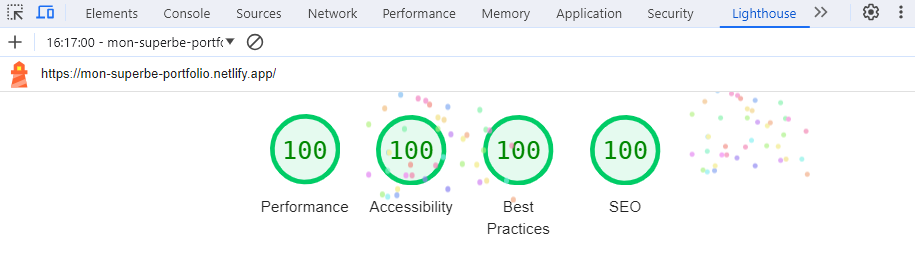 Elements Console Sources Network Performance Memory Application Security Lighthouse
16:17:00 - mon-superbe-portfo
https://mon-superbe-portfolio.netlify.app/
100 100 100 100
Performance Accessibility Best Practices SEO